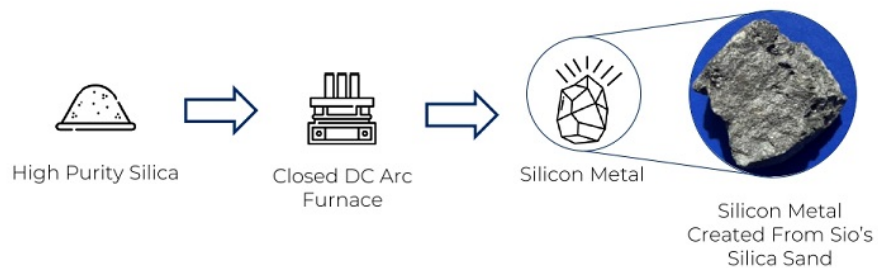 High Purity Silica
Closed DC Arc
Furnace
Silicon Metal
Silicon Metal
Created From Sio's
Silica Sand